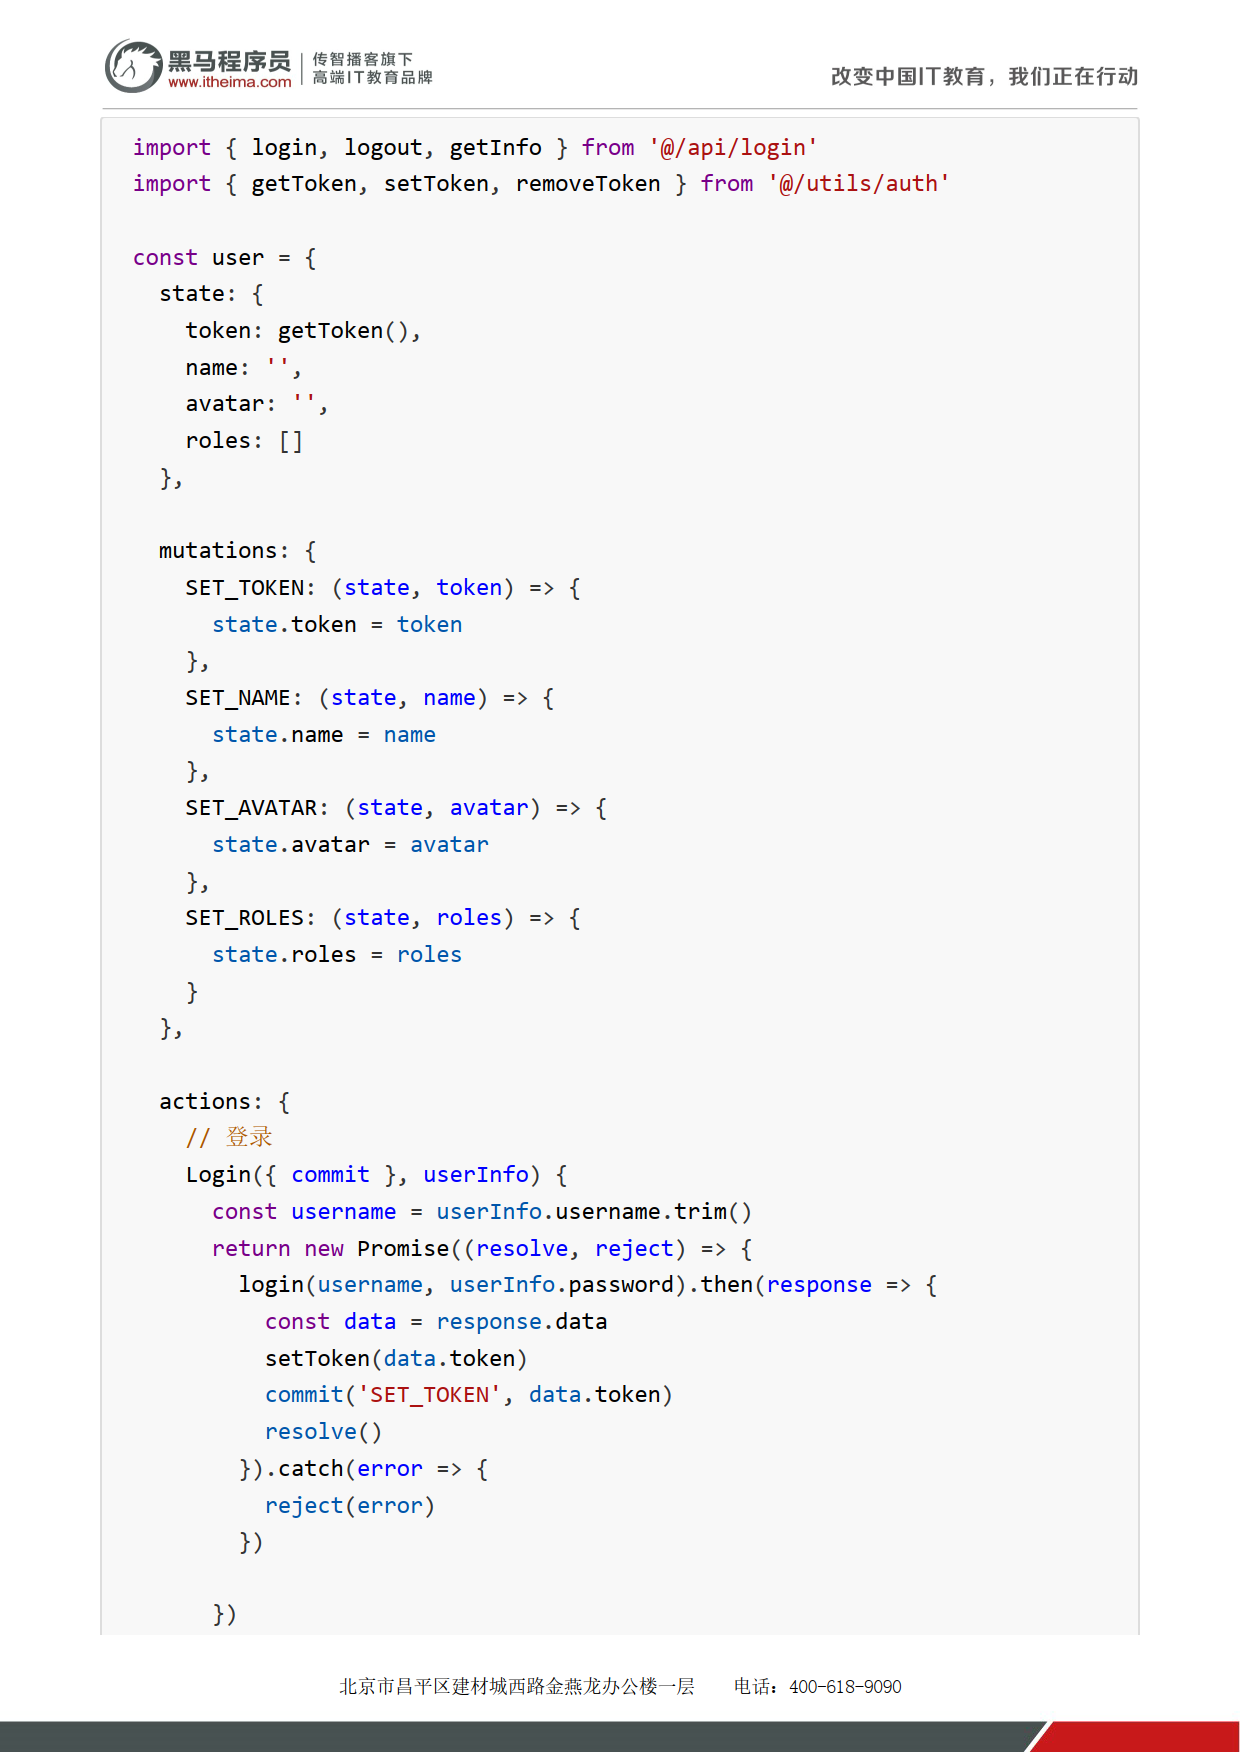 黑马程序员
www.itheima.com
传智播客旗下
高端IT教育品牌
改变中国IT教育，我们正在行动
import { login, logout, getInfo } from '@/api/login'
import { getToken, setToken, removeToken } from '@/utils/auth'
const user = {
  state: {
    token: getToken(),
    name: '',
    avatar: '',
    roles: []
  },
  mutations: {
    SET_TOKEN: (state, token) => {
      state.token = token
    },
    SET_NAME: (state, name) => {
      state.name = name
    },
    SET_AVATAR: (state, avatar) => {
      state.avatar = avatar
    },
    SET_ROLES: (state, roles) => {
      state.roles = roles
    }
  },
  actions: {
    // 登录
    Login({ commit }, userInfo) {
      const username = userInfo.username.trim()
      return new Promise((resolve, reject) => {
        login(username, userInfo.password).then(response => {
          const data = response.data
          setToken(data.token)
          commit('SET_TOKEN', data.token)
          resolve()
        }).catch(error => {
          reject(error)
        })
      })
北京市昌平区建材城西路金燕龙办公楼一层 电话：400-618-9090